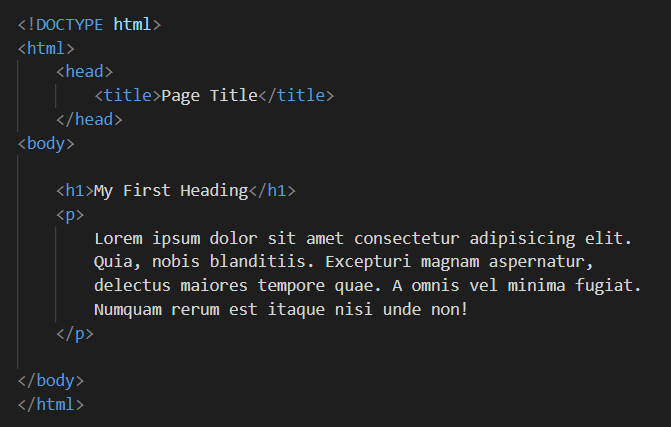 <!DOCTYPE html>
<html>
    <head>
        <title>Page Title</title>
    </head>
<body>

    <h1>My First Heading</h1>
    <p>
        Lorem ipsum dolor sit amet consectetur adipisicing elit.
        Quia, nobis blanditiis. Excepturi magnam aspernatur,
        delectus maiores tempore quae. A omnis vel minima fugiat.
        Numquam rerum est itaque nisi unde non!
    </p>

</body>
</html>